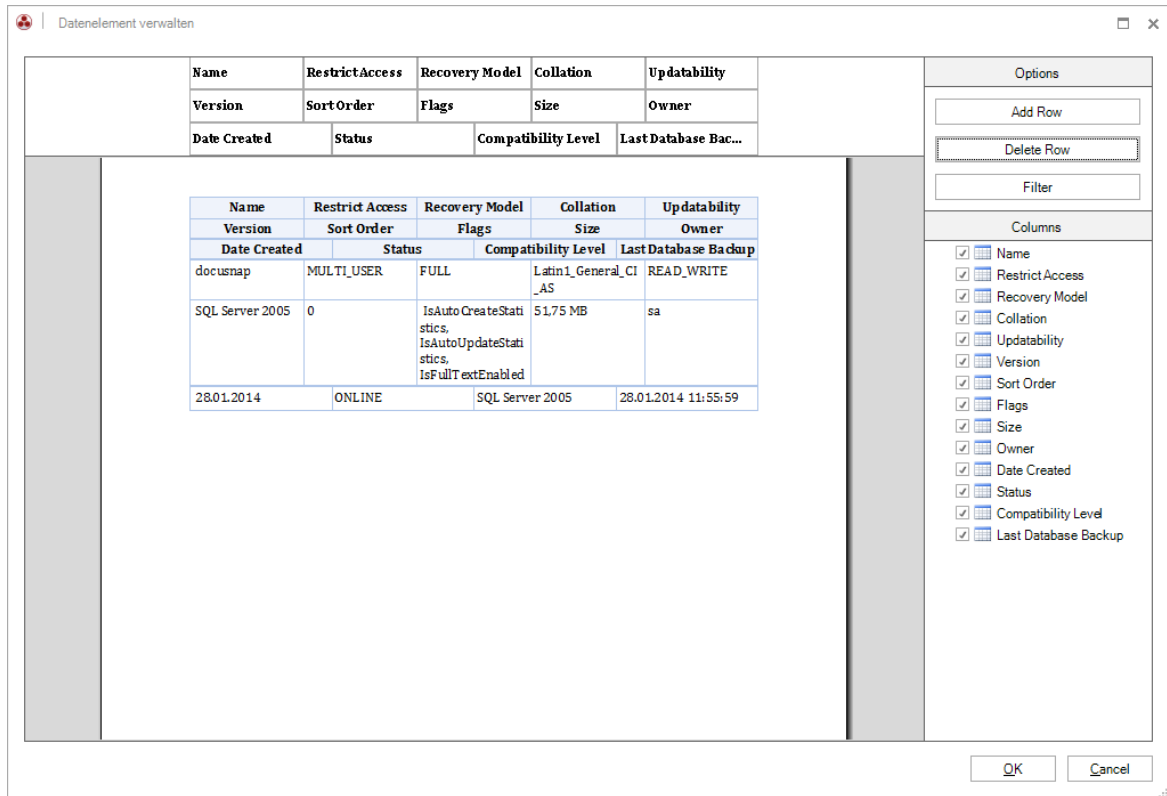 Datenelement verwalten
Name RestrictAccess Recovery Model Collation Updatability
Version Sort Order Flags Size Owner
Date Created Status Compatibility Level Last Database Bac...
Name Restrict Access Recovery Model Collation Updatability
Version Sort Order Flags Size Owner
Date Created Status Compatibility Level Last Database Backup
docusnap MULTI_USER FULL Latin1_General_CI READ_WRITE
_AS
SQL Server 2005 0 IsAutoCreateStati 51,75 MB sa
stics,
IsAutoUpdateStati
stics,
IsFullTextEnabled
28.01.2014 ONLINE SQL Server 2005 28.01.2014 11:55:59
Options
Add Row
Delete Row
Filter
Columns
Name
Restrict Access
Recovery Model
Collation
Updatability
Version
Sort Order
Flags
Size
Owner
Date Created
Status
Compatibility Level
Last Database Backup
OK Cancel